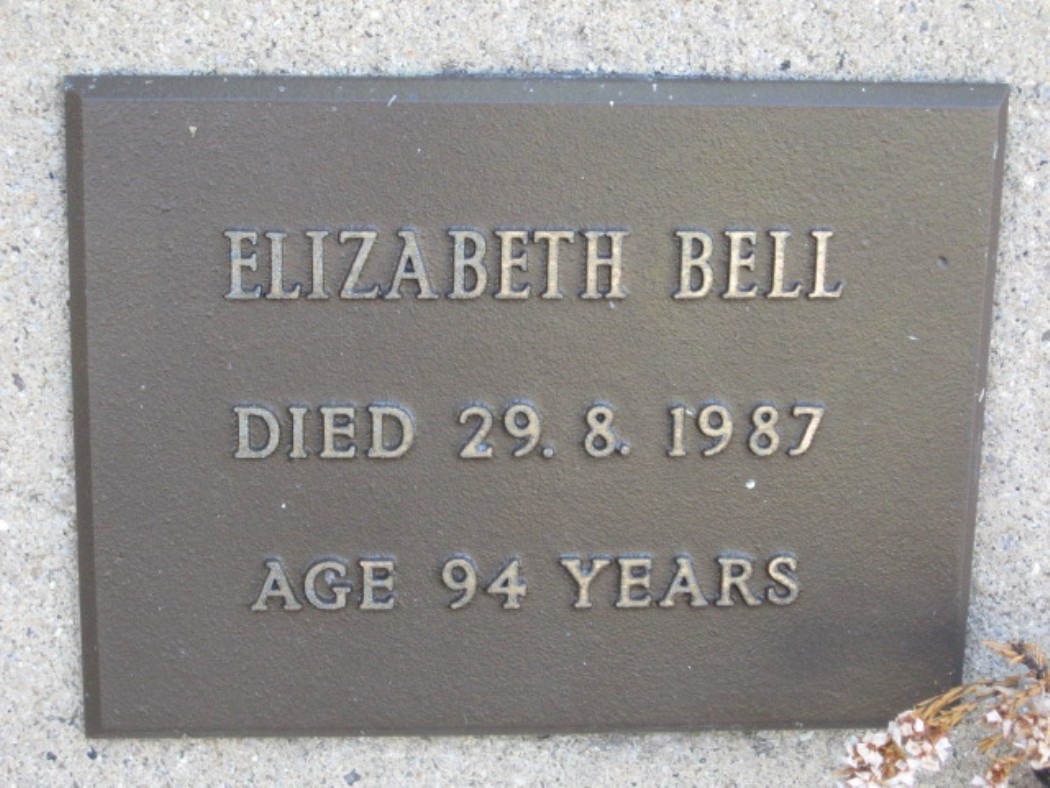 ELIZABETH BELL
DIED 29. 8. 1987
AGE 94 YEARS